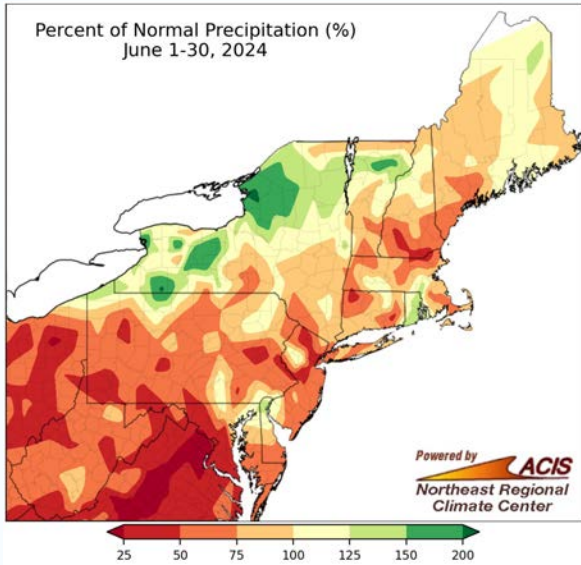 Percent of Normal Precipitation (%)
June 1-30, 2024
Powered by
ACIS
Northeast Regional
Climate Center
25 50 75 100 125 150 200